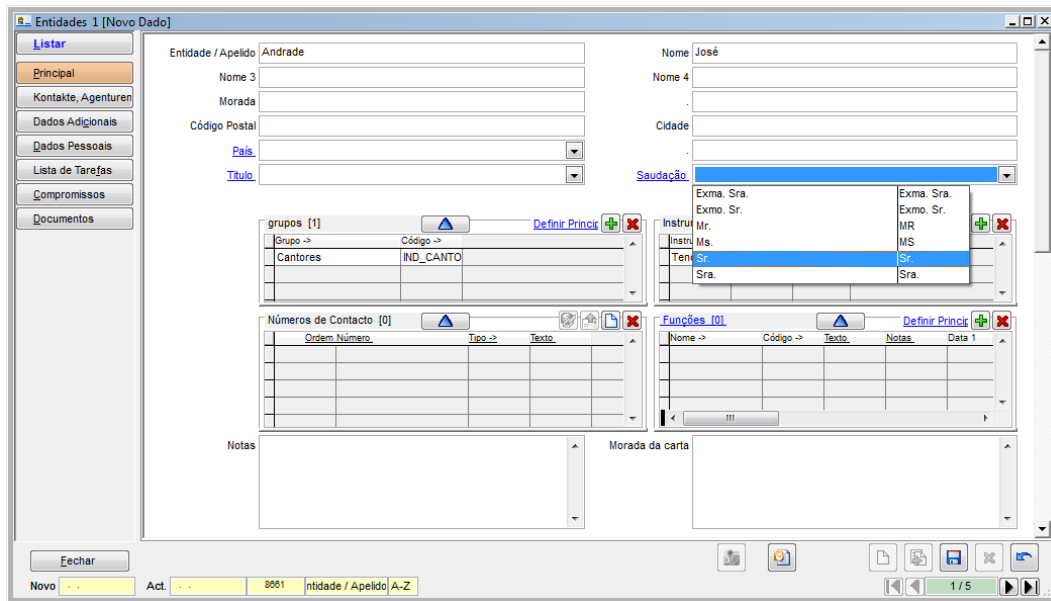 Entidades 1 [Novo Dado]
Listar
Principal
Kontakte, Agenturen
Dados Adicionais
Dados Pessoais
Lista de Tarefas
Compromissos
Documentos
Entidade / Apelido Andrade Nome José
Nome 3 Nome 4
Morada .
Código Postal Cidade
País .
Titulo Saudação
Exma. Sra. Exma. Sra.
Exmo. Sr. Exmo. Sr.
Mr. MR
Ms. MS
Sr. Sr.
Sra. Sra.
grupos [1] Definir Princip
Grupo -> Código ->
Cantores IND_CANTO
Instru
Instru
Teno
Números de Contacto [0]
Ordem Número Tipo -> Texto
Funções [0] Definir Princip
Nome -> Código -> Texto Notas Data 1
Notas Morada da carta
Fechar
Novo . . Act. . . 8661 ntidade / Apelido A-Z 1 / 5